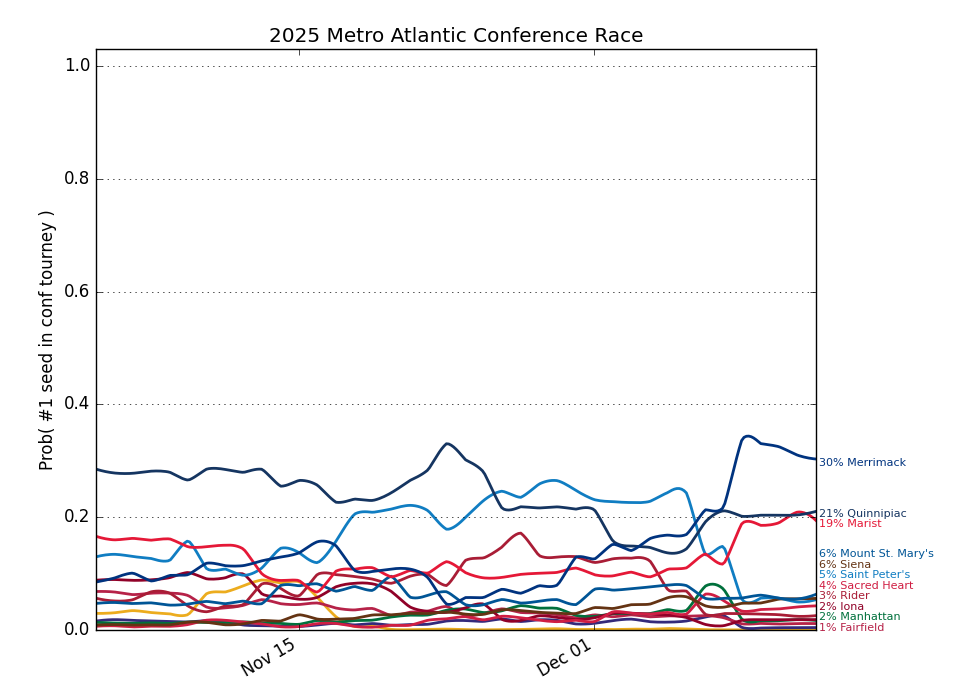 2025 Metro Atlantic Conference Race
Prob( #1 seed in conf tourney )
1.0
0.8
0.6
0.4
0.2
0.0
Nov 15
Dec 01
30% Merrimack
21% Quinnipiac
19% Marist
6% Mount St. Mary's
6% Siena
5% Saint Peter's
4% Sacred Heart
3% Rider
2% Iona
2% Manhattan
1% Fairfield